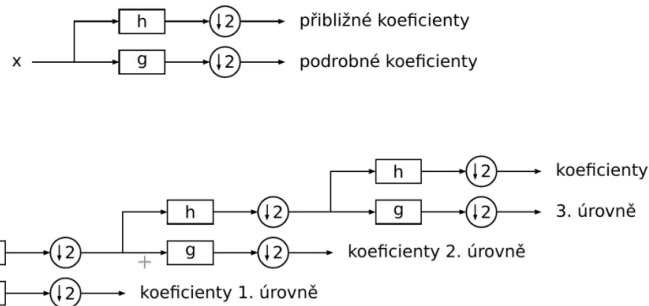 h ↓2 přibližné koeficienty
x g ↓2 podrobné koeficienty
h ↓2 koeficienty
h ↓2 g ↓2 3. úrovně
↓2 g ↓2 koeficienty 2. úrovně
↓2 koeficienty 1. úrovně